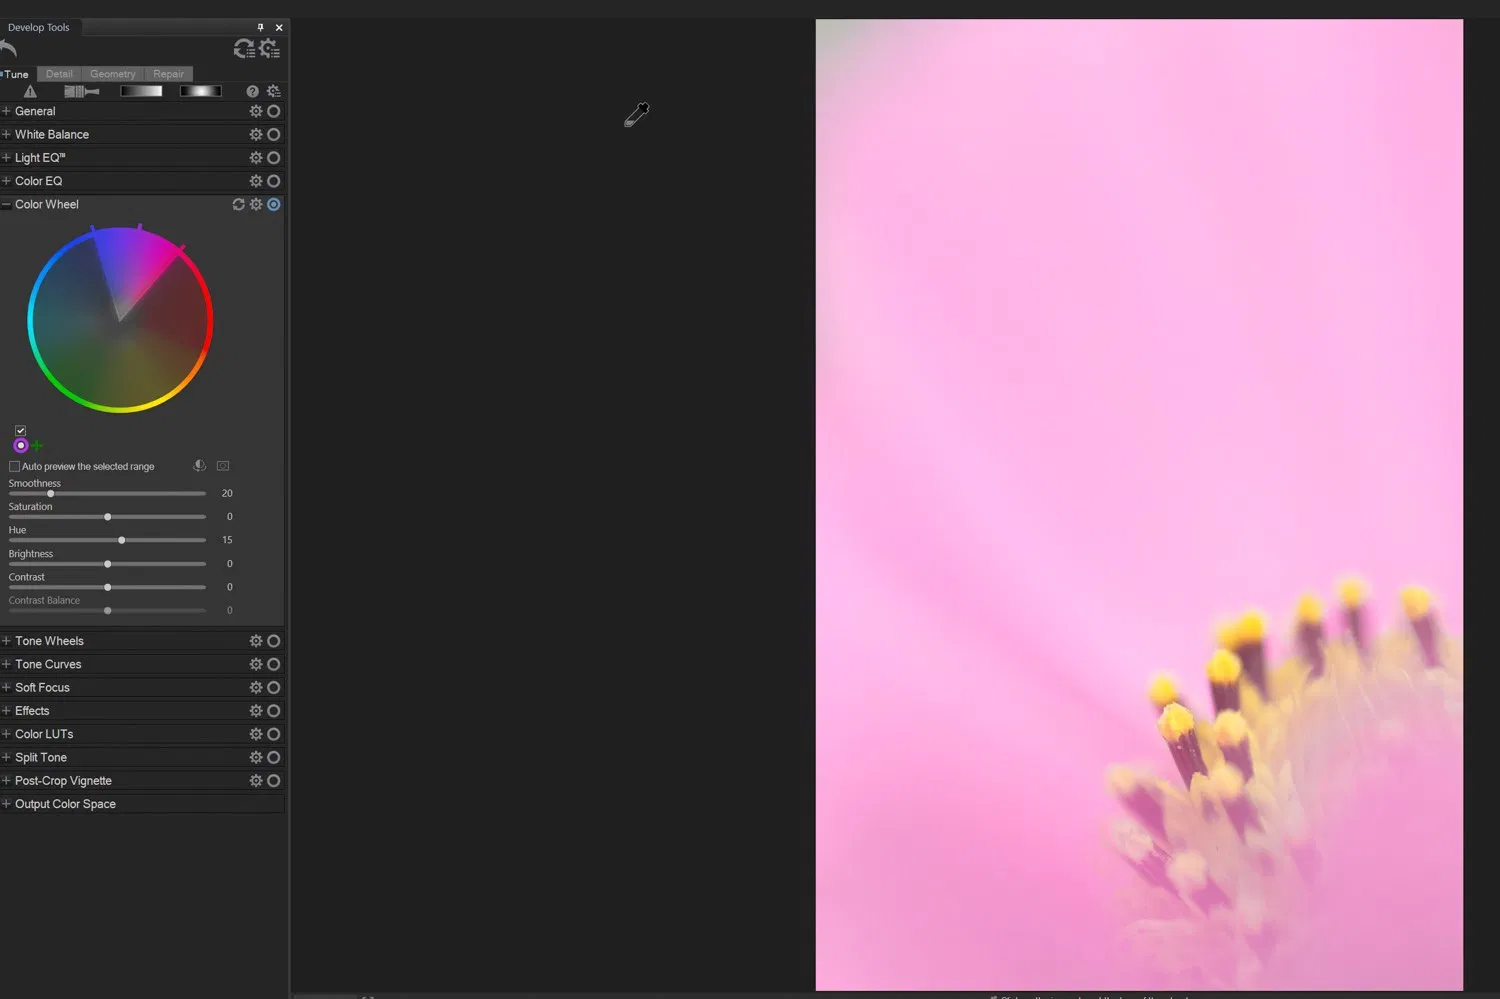 Develop Tools
Tune Detail Geometry Repair
General
White Balance
Light EQ™
Color EQ
Color Wheel
Auto preview the selected range
Smoothness
20
Saturation
0
Hue
15
Brightness
0
Contrast
0
Contrast Balance
0
Tone Wheels
Tone Curves
Soft Focus
Effects
Color LUTs
Split Tone
Post-Crop Vignette
Output Color Space